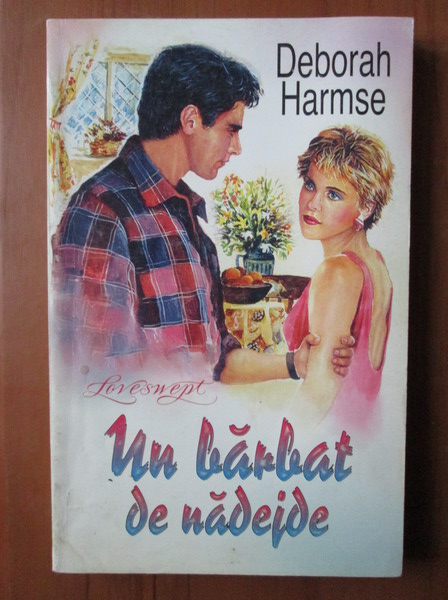 Deborah
Harmse
Loveswept
Un bărbat
de nădejde